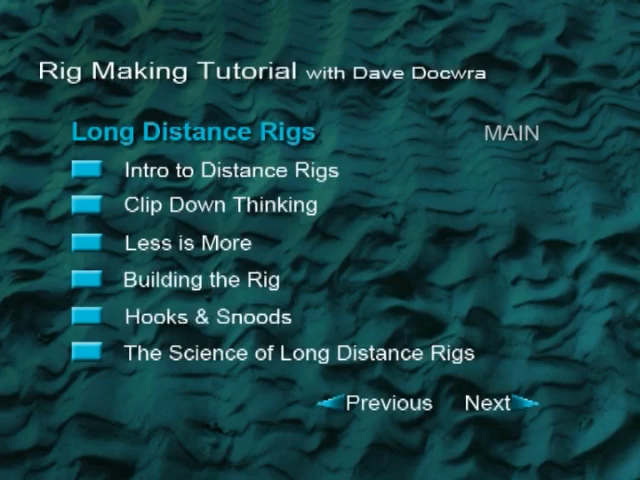 Rig Making Tutorial with Dave Docwra
Long Distance Rigs
MAIN
Intro to Distance Rigs
Clip Down Thinking
Less is More
Building the Rig
Hooks & Snoods
The Science of Long Distance Rigs
Previous Next